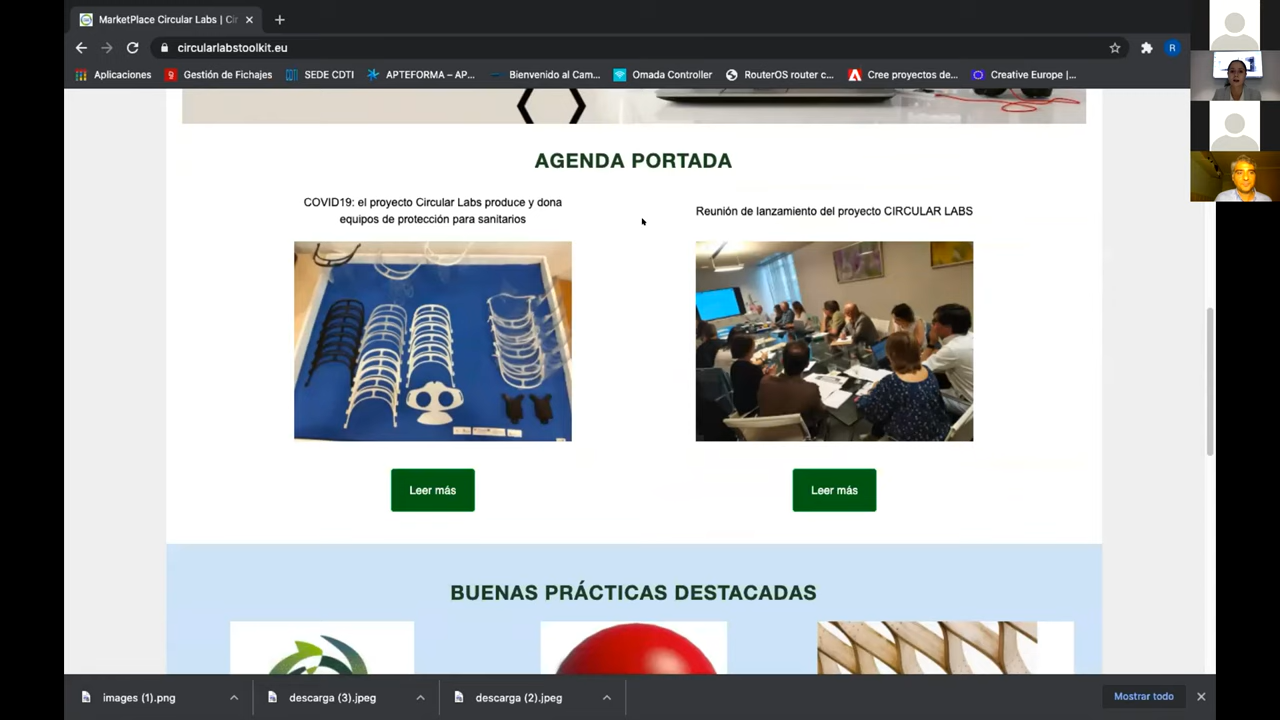 MarketPlace Circular Labs | Cir
circularlabstoolkit.eu
R
Aplicaciones
Gestión de Fichajes
SEDE CDTI
APTEFORMA – AP...
Bienvenido al Cam...
Omada Controller
RouterOS router c...
Cree proyectos de...
Creative Europe |...
AGENDA PORTADA
COVID19: el proyecto Circular Labs produce y dona
equipos de protección para sanitarios
Reunión de lanzamiento del proyecto CIRCULAR LABS
Leer más
Leer más
BUENAS PRÁCTICAS DESTACADAS
images (1).png
descarga (3).jpeg
descarga (2).jpeg
Mostrar todo